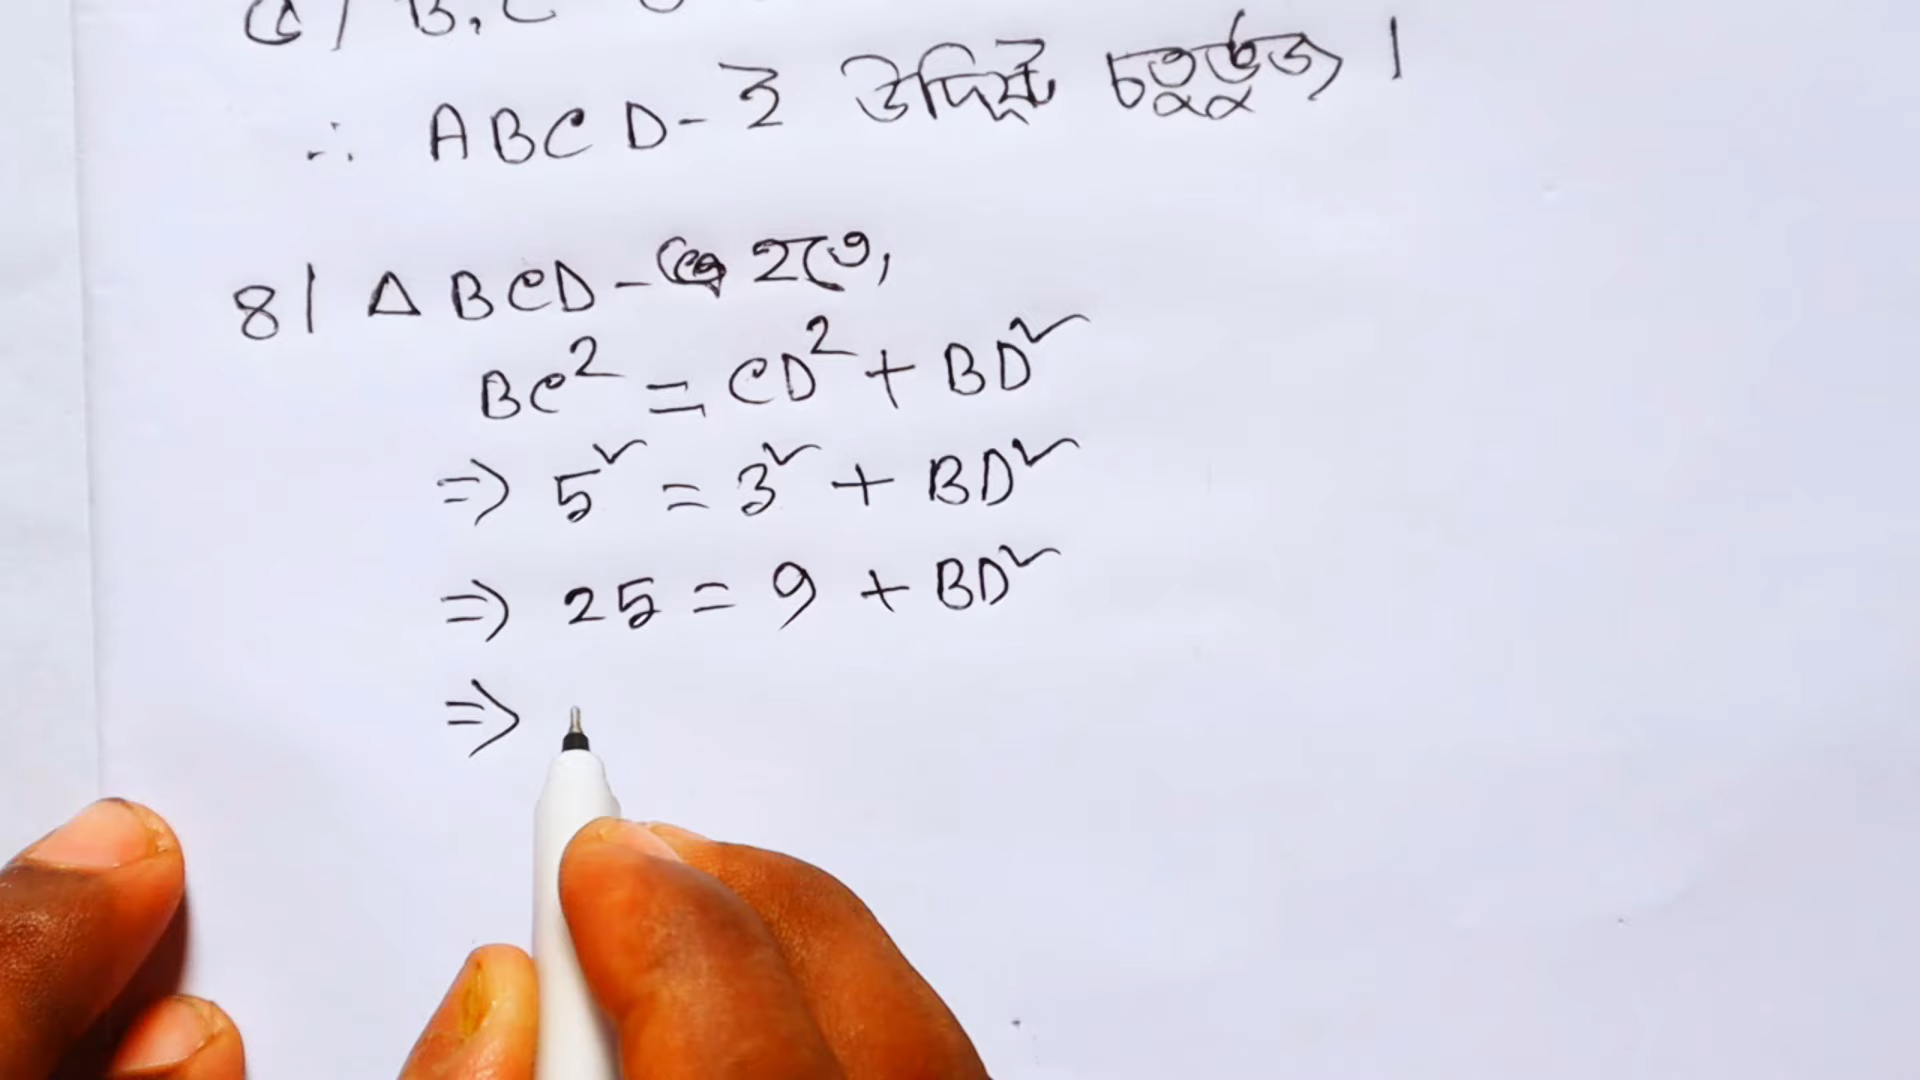 c / B, C
∴ ABCD-ই উদ্দিষ্ট চতুর্ভুজ ।
৪। Δ BCD- হতে,
BC² = CD² + BD²
⇒ 5² = 3² + BD²
⇒ 25 = 9 + BD²
⇒